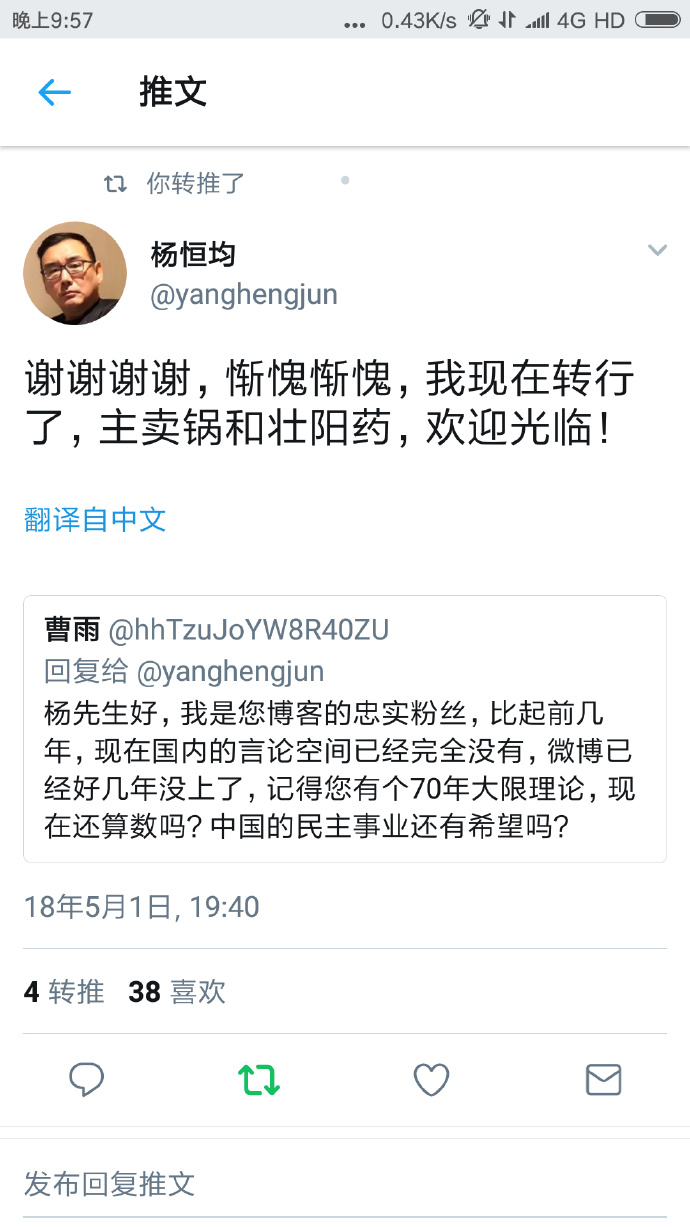 晚上9:57
... 0.43K/s 4G HD
推文
你转推了
杨恒均
@yanghengjun
谢谢谢谢，惭愧惭愧，我现在转行
了，主卖锅和壮阳药，欢迎光临！
翻译自中文
曹雨 @hhTzuJoYW8R40ZU
回复给 @yanghengjun
杨先生好，我是您博客的忠实粉丝，比起前几
年，现在国内的言论空间已经完全没有，微博已
经好几年没上了，记得您有个70年大限理论，现
在还算数吗？中国的民主事业还有希望吗？
18年5月1日, 19:40
4 转推 38 喜欢
发布回复推文